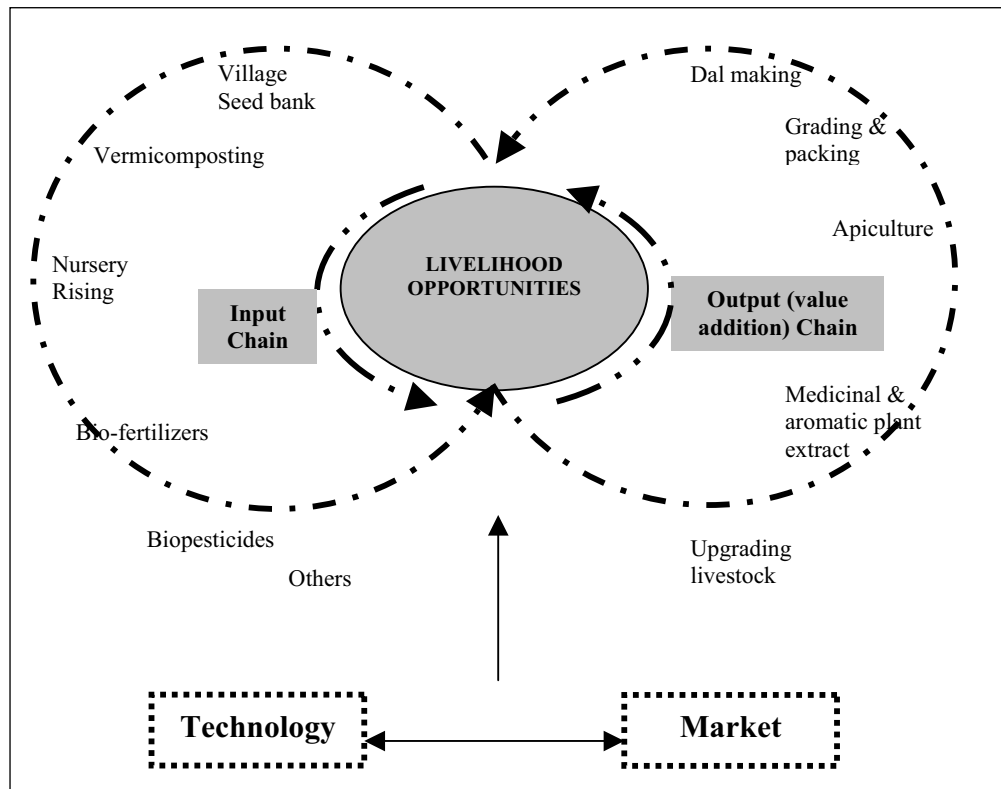 Village
Seed bank
Dal making
Grading &
packing
Vermicomposting
Apiculture
Nursery
Rising
LIVELIHOOD
OPPORTUNITIES
Input
Chain
Output (value
addition) Chain
Medicinal &
aromatic plant
extract
Bio-fertilizers
Biopesticides
Others
Upgrading
livestock
Technology
Market